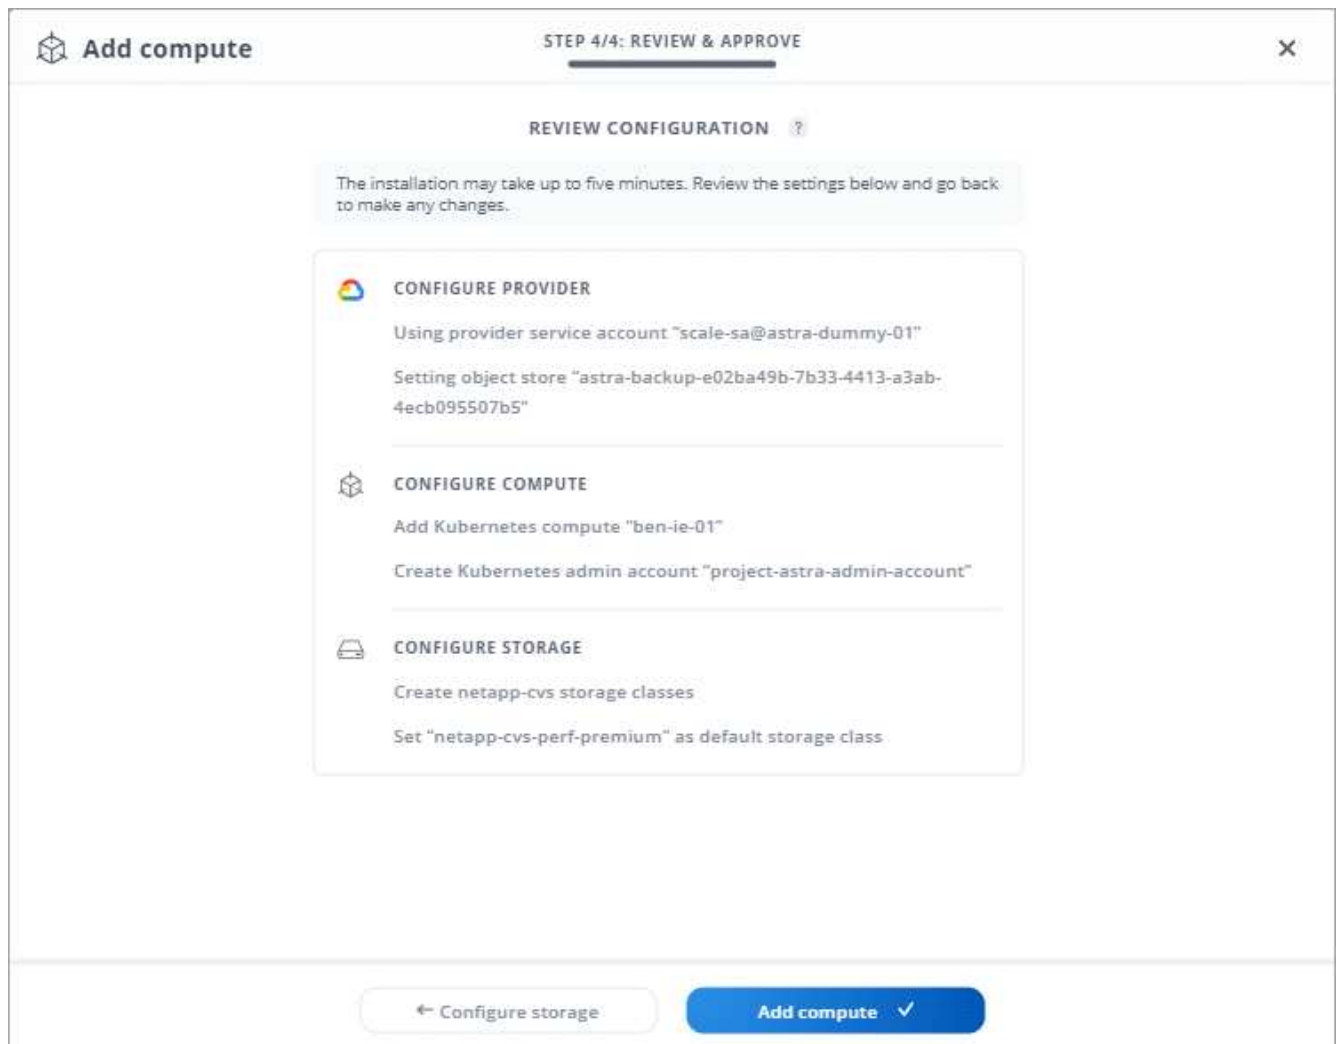 Add compute
STEP 4/4: REVIEW & APPROVE
REVIEW CONFIGURATION ?
The installation may take up to five minutes. Review the settings below and go back
to make any changes.
CONFIGURE PROVIDER
Using provider service account "scale-sa@astra-dummy-01"
Setting object store "astra-backup-e02ba49b-7b33-4413-a3ab-
4ecb095507b5"
CONFIGURE COMPUTE
Add Kubernetes compute "ben-ie-01"
Create Kubernetes admin account "project-astra-admin-account"
CONFIGURE STORAGE
Create netapp-cvs storage classes
Set "netapp-cvs-perf-premium" as default storage class
← Configure storage
Add compute ✓